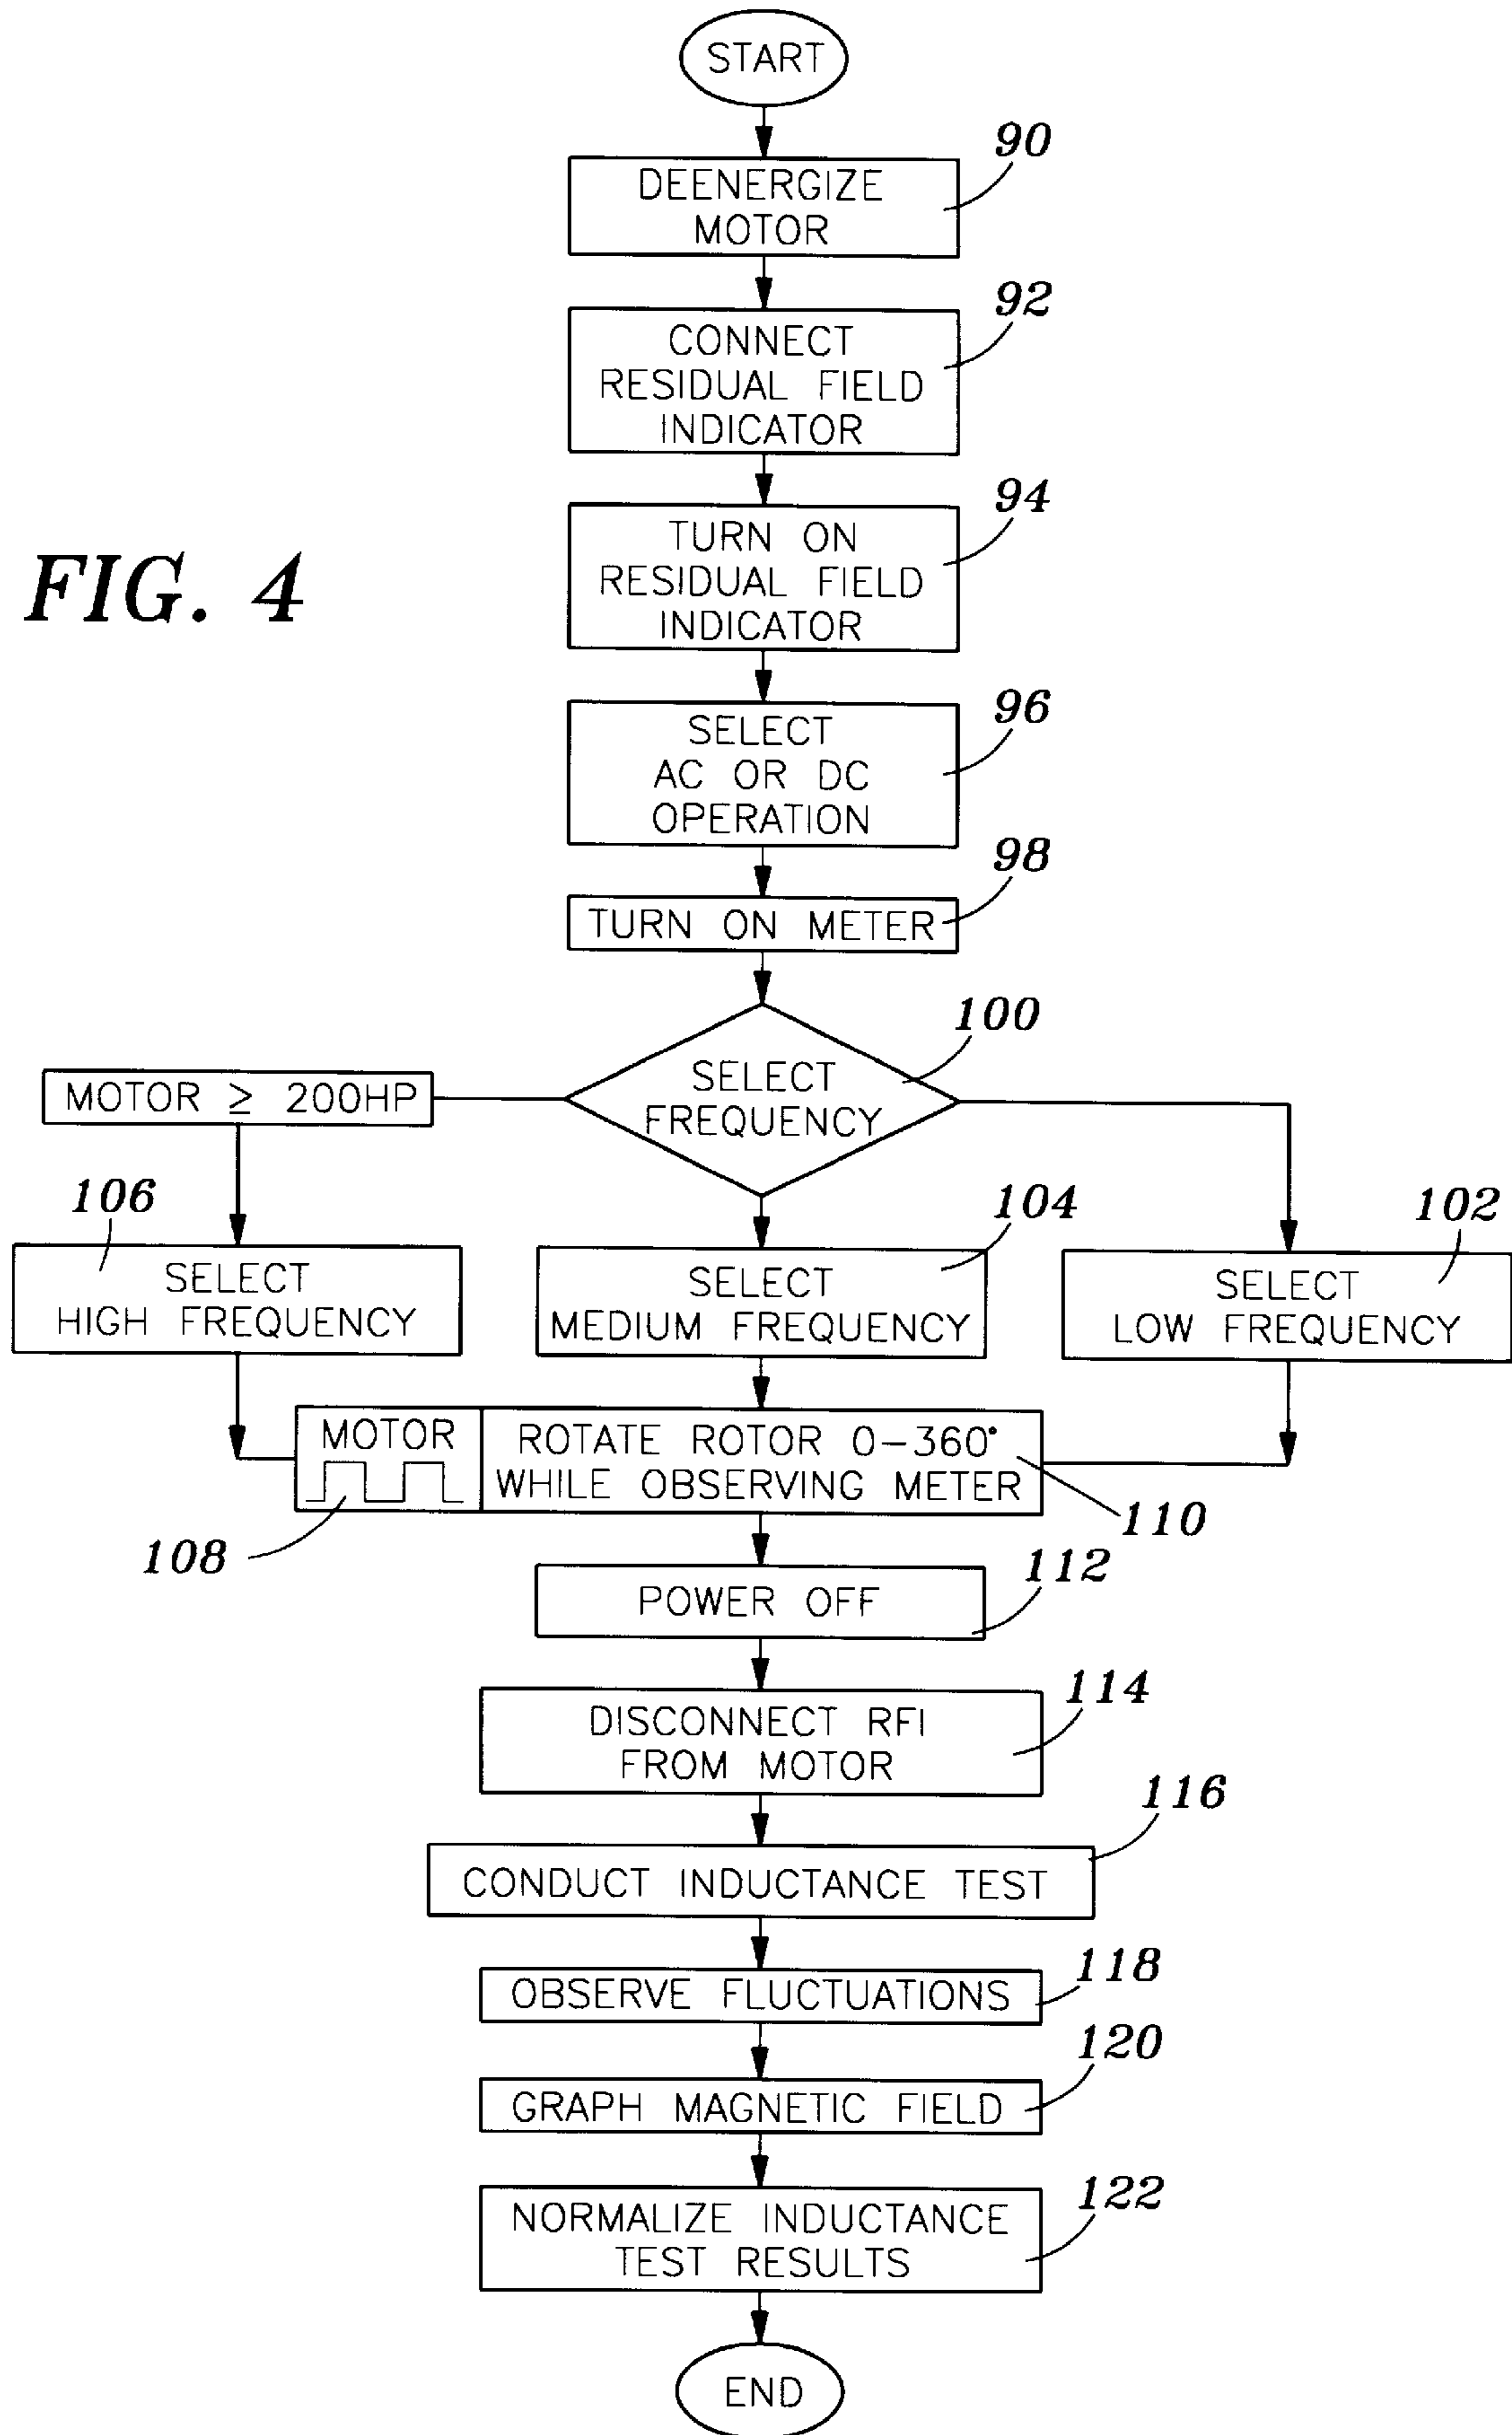 START
90
DEENERGIZE
MOTOR
92
CONNECT
RESIDUAL FIELD
INDICATOR
94
TURN ON
RESIDUAL FIELD
INDICATOR
FIG. 4
96
SELECT
AC OR DC
OPERATION
98
TURN ON METER
100
SELECT
FREQUENCY
MOTOR ≥ 200HP
106
SELECT
HIGH FREQUENCY
104
SELECT
MEDIUM FREQUENCY
102
SELECT
LOW FREQUENCY
MOTOR
108
ROTATE ROTOR 0-360°
WHILE OBSERVING METER
110
112
POWER OFF
114
DISCONNECT RFI
FROM MOTOR
116
CONDUCT INDUCTANCE TEST
118
OBSERVE FLUCTUATIONS
120
GRAPH MAGNETIC FIELD
122
NORMALIZE INDUCTANCE
TEST RESULTS
END